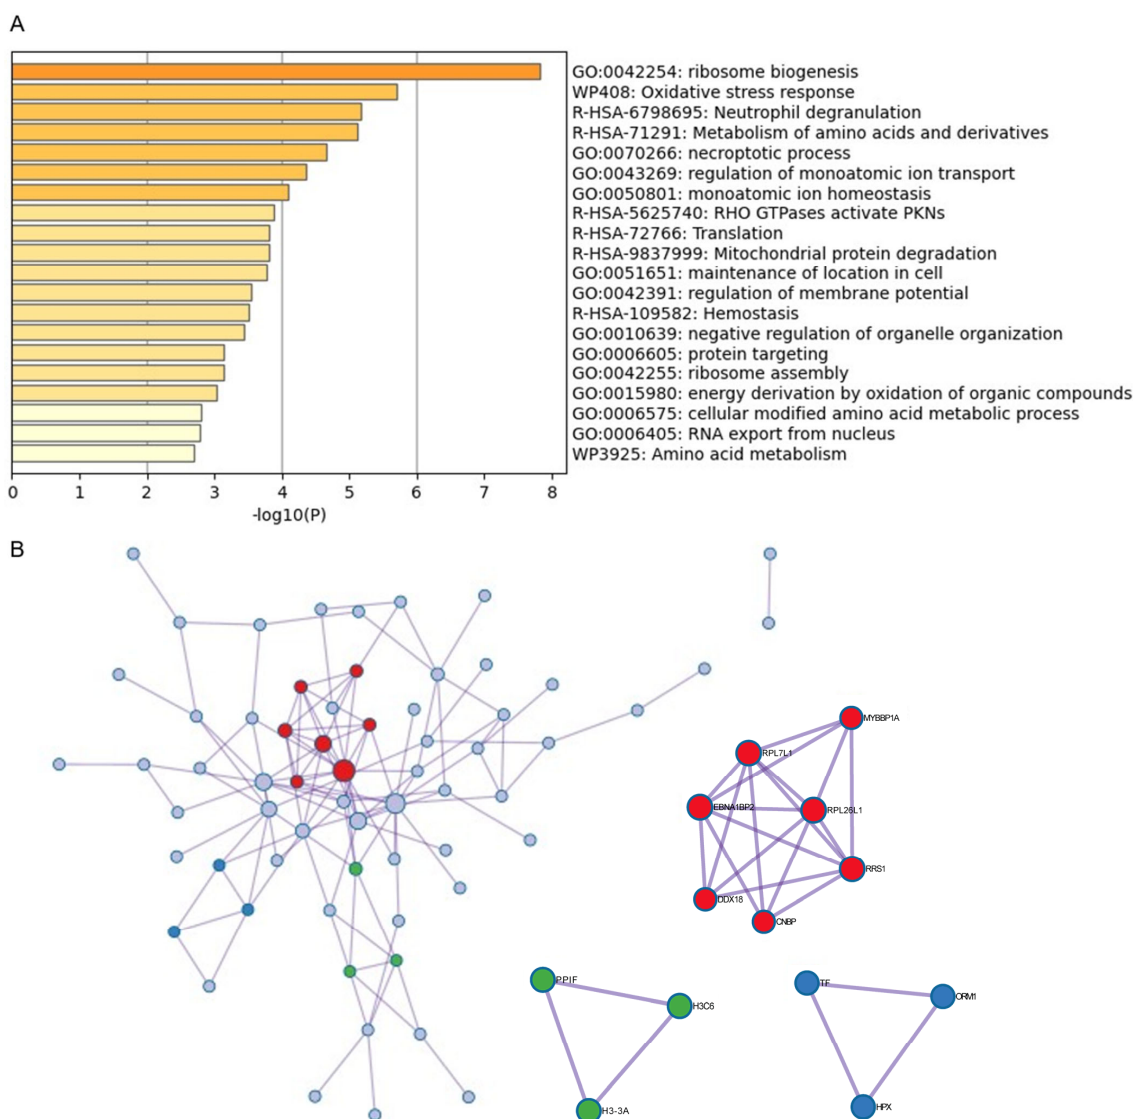 A
GO:0042254: ribosome biogenesis
WP408: Oxidative stress response
R-HSA-6798695: Neutrophil degranulation
R-HSA-71291: Metabolism of amino acids and derivatives
GO:0070266: necroptotic process
GO:0043269: regulation of monoatomic ion transport
GO:0050801: monoatomic ion homeostasis
R-HSA-5625740: RHO GTPases activate PKNs
R-HSA-72766: Translation
R-HSA-9837999: Mitochondrial protein degradation
GO:0051651: maintenance of location in cell
GO:0042391: regulation of membrane potential
R-HSA-109582: Hemostasis
GO:0010639: negative regulation of organelle organization
GO:0006605: protein targeting
GO:0042255: ribosome assembly
GO:0015980: energy derivation by oxidation of organic compounds
GO:0006575: cellular modified amino acid metabolic process
GO:0006405: RNA export from nucleus
WP3925: Amino acid metabolism
0 1 2 3 4 5 6 7 8
-log10(P)
B
MYBBP1A
RPL7L1
EBNA1BP2
RPL26L1
RRS1
DDX18
CNBP
PPIF
H3C6
H3-3A
TF
ORM1
HPX